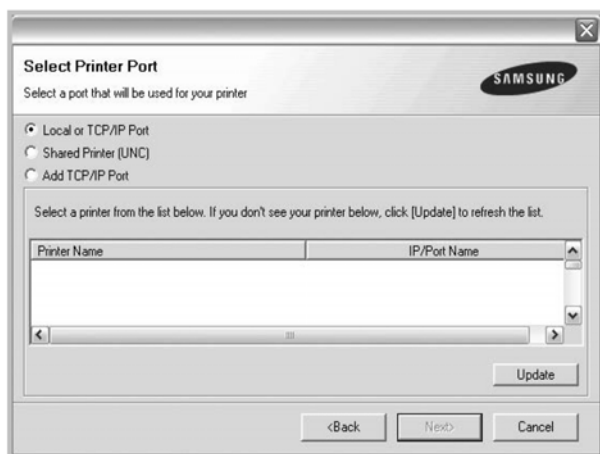 Select Printer Port
Select a port that will be used for your printer
SAMSUNG
Local or TCP/IP Port
Shared Printer (UNC)
Add TCP/IP Port
Select a printer from the list below. If you don't see your printer below, click [Update] to refresh the list.
Printer Name IP/Port Name
Update
<Back Next> Cancel